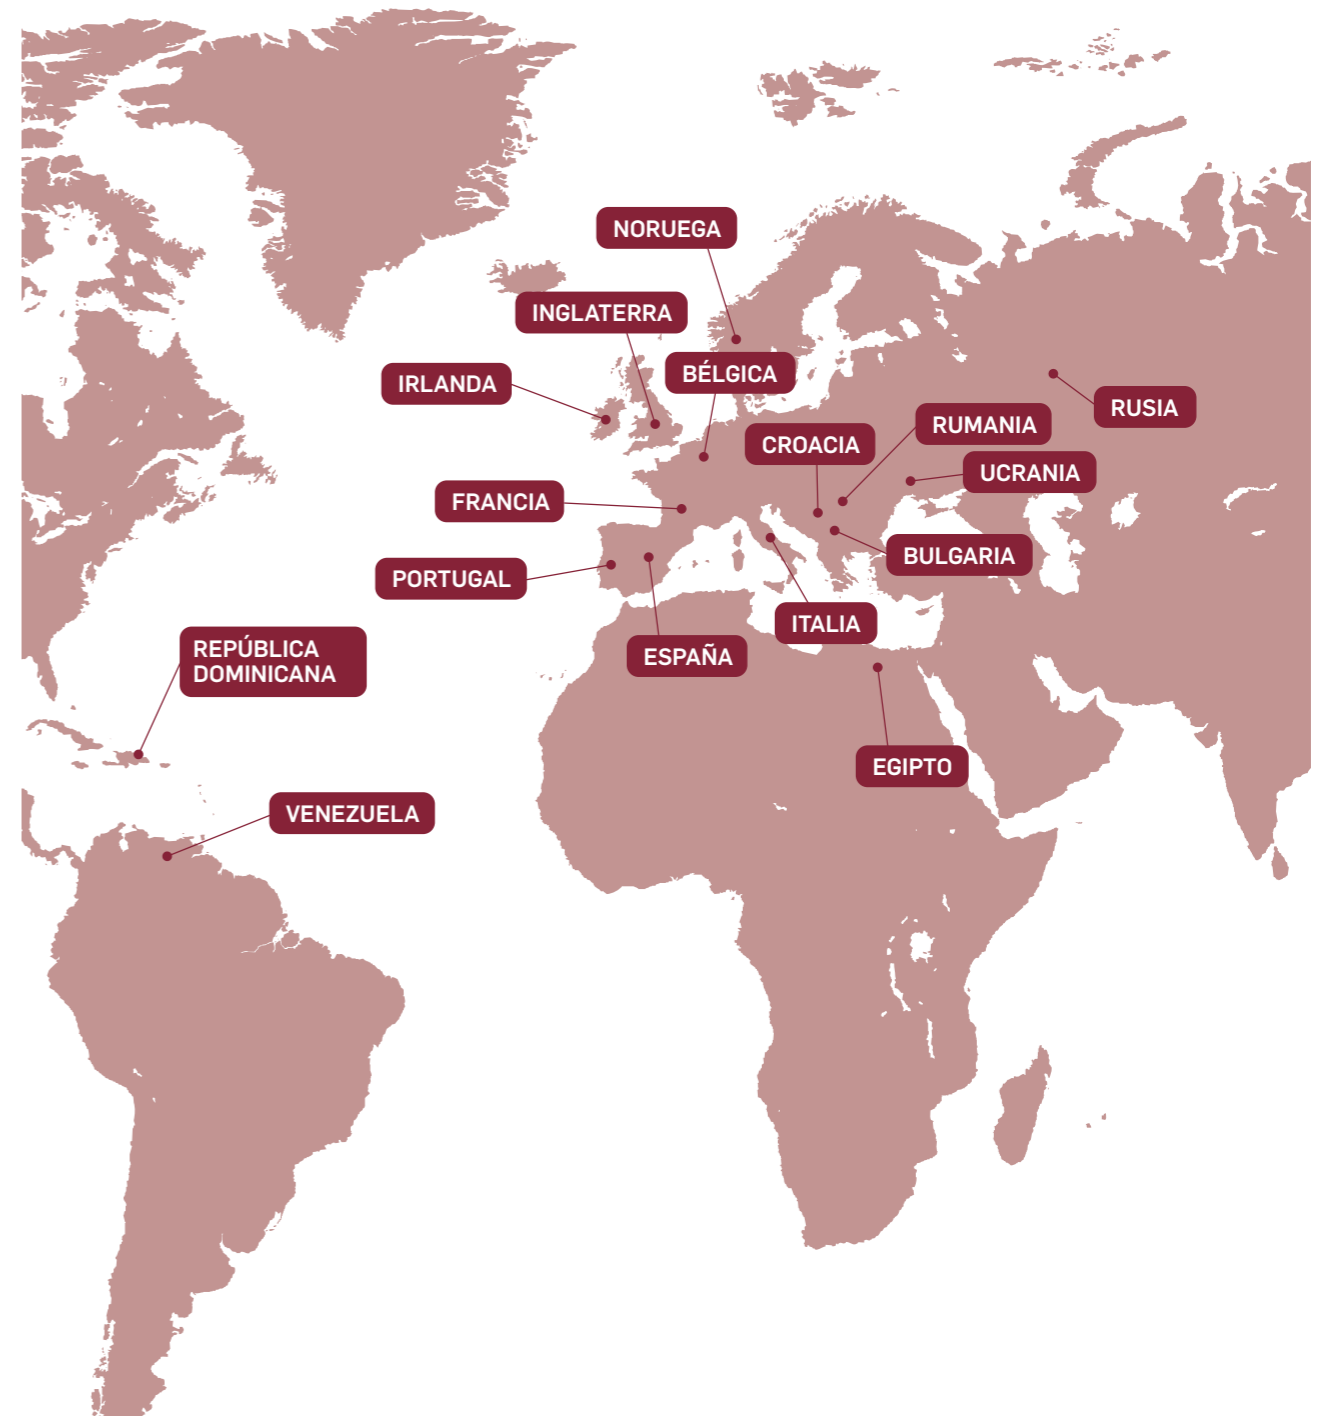 NORUEGA
INGLATERRA
BÉLGICA
IRLANDA
RUSIA
RUMANIA
CROACIA
UCRANIA
FRANCIA
BULGARIA
PORTUGAL
ITALIA
ESPAÑA
REPÚBLICA
DOMINICANA
EGIPTO
VENEZUELA